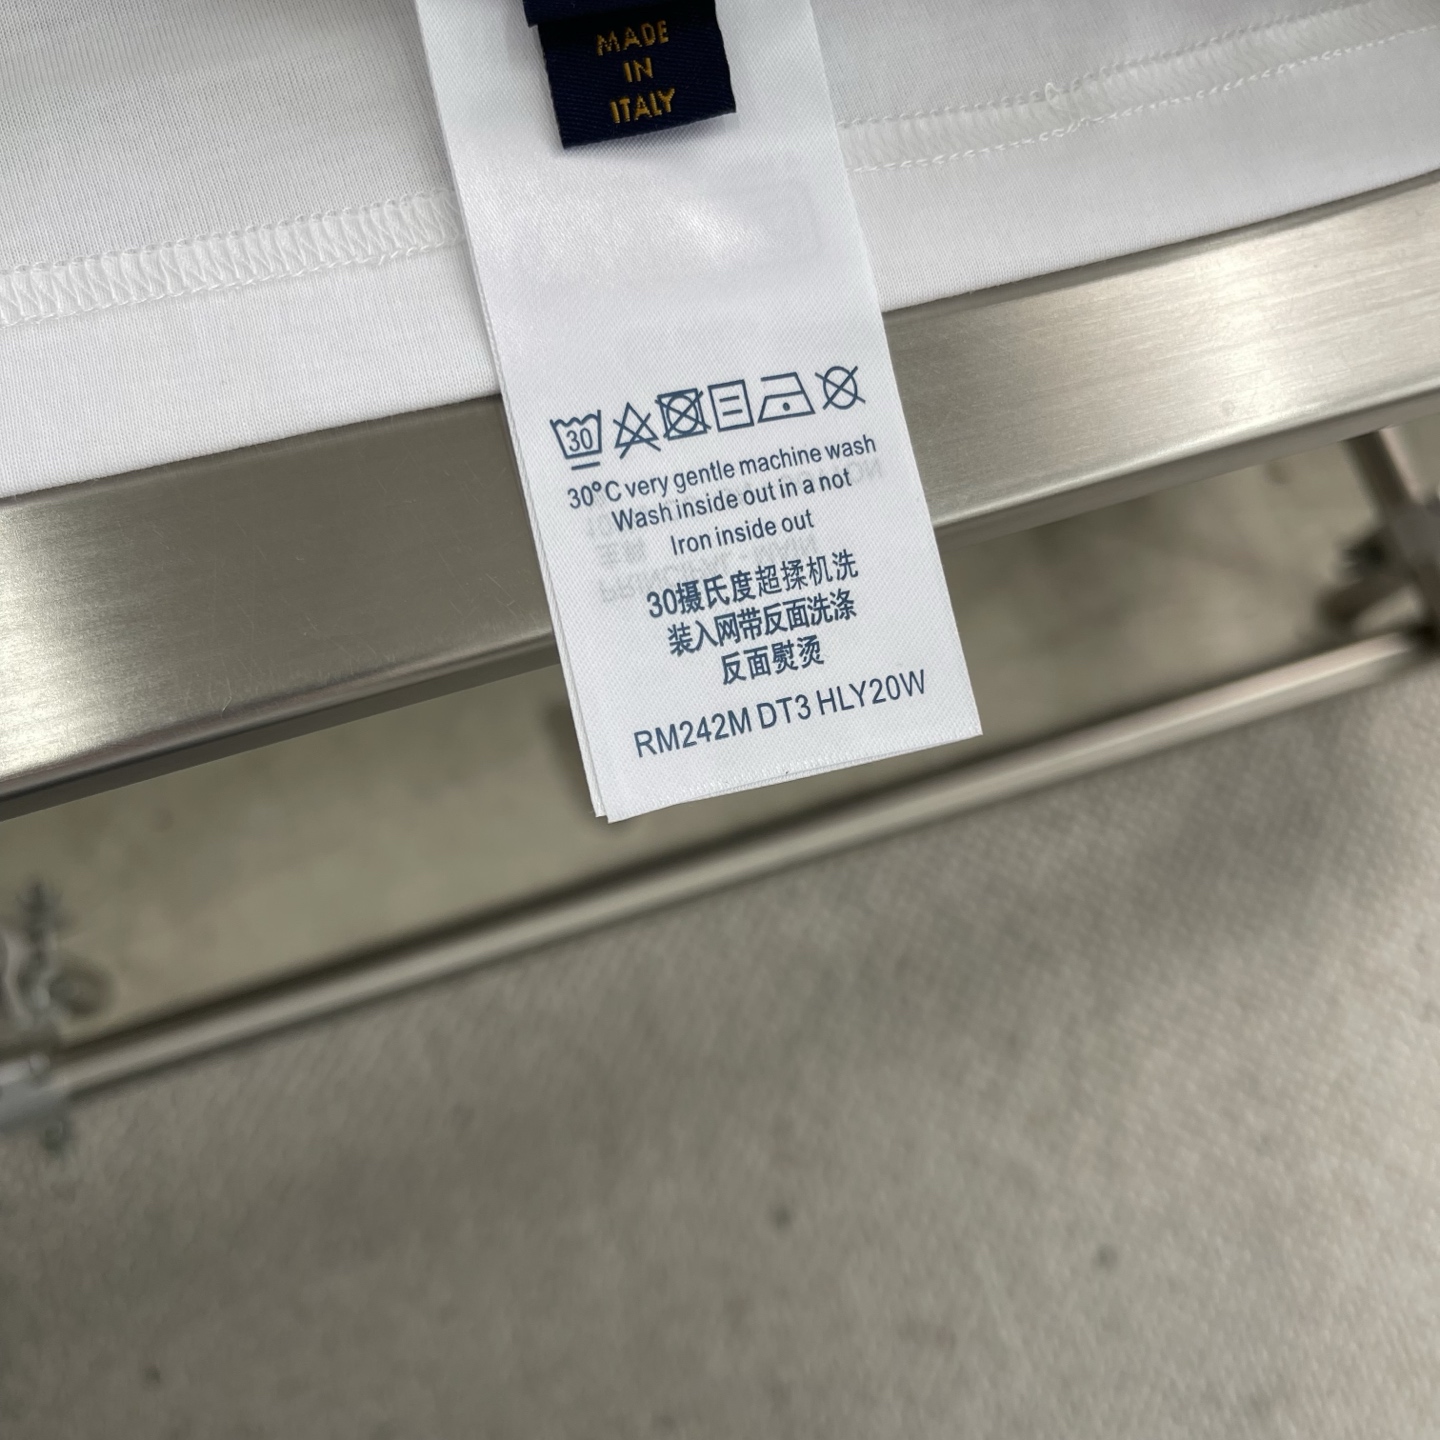 MADE
IN
ITALY
30
30°C very gentle machine wash
Wash inside out in a not
Iron inside out
30摄氏度超揉机洗
装入网带反面洗涤
反面熨烫
RM242M DT3 HLY20W